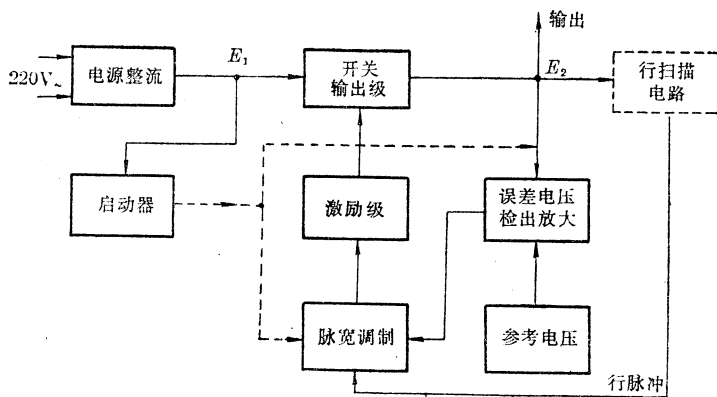 输出
220V~
电源整流
E₁
开关
输出级
E₂
行扫描
电路
启动器
激励级
误差电压
检出放大
脉宽调制
参考电压
行脉冲